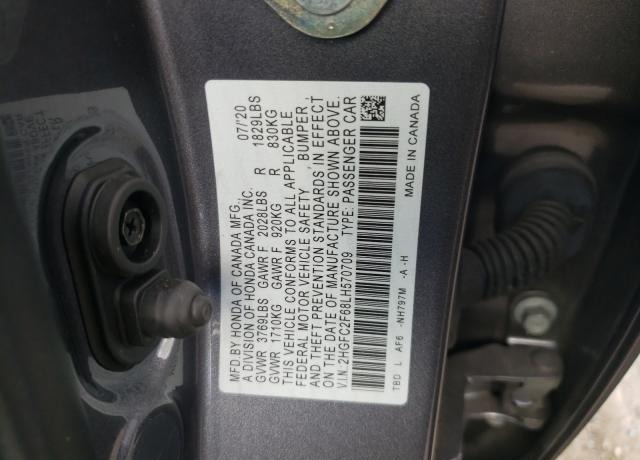 MFD.BY HONDA OF CANADA MFG., 07/'20
A DIVISION OF HONDA CANADA INC.
GVWR 3769LBS GAWR F 2028LBS R 1829LBS
GVWR 1710KG GAWR F 920KG R 830KG
THIS VEHICLE CONFORMS TO ALL APPLICABLE
FEDERAL MOTOR VEHICLE SAFETY BUMPER,
AND THEFT PREVENTION STANDARDS IN EFFECT
ON THE DATE OF MANUFACTURE SHOWN ABOVE.
V.I.N. 2HGFC2F68LH570709 TYPE: PASSENGER CAR
TBD L AF6 -NH797M -A-H MADE IN CANADA